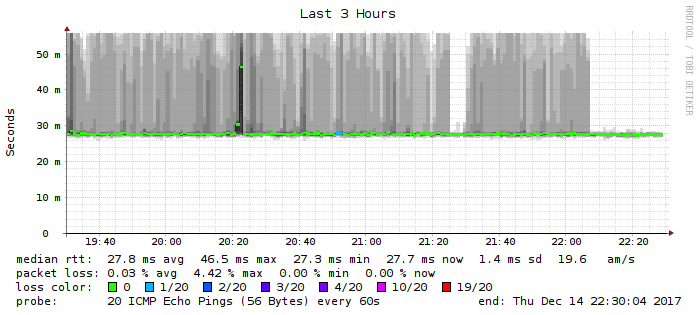 Last 3 Hours
RRDTOOL / TOBI OETIKER
Seconds
50 m
40 m
30 m
20 m
10 m
0
19:40 20:00 20:20 20:40 21:00 21:20 21:40 22:00 22:20
median rtt: 27.8 ms avg 46.5 ms max 27.3 ms min 27.7 ms now 1.4 ms sd 19.6 am/s
packet loss: 0.03 % avg 4.42 % max 0.00 % min 0.00 % now
loss color: 0 1/20 2/20 3/20 4/20 10/20 19/20
probe: 20 ICMP Echo Pings (56 Bytes) every 60s end: Thu Dec 14 22:30:04 2017